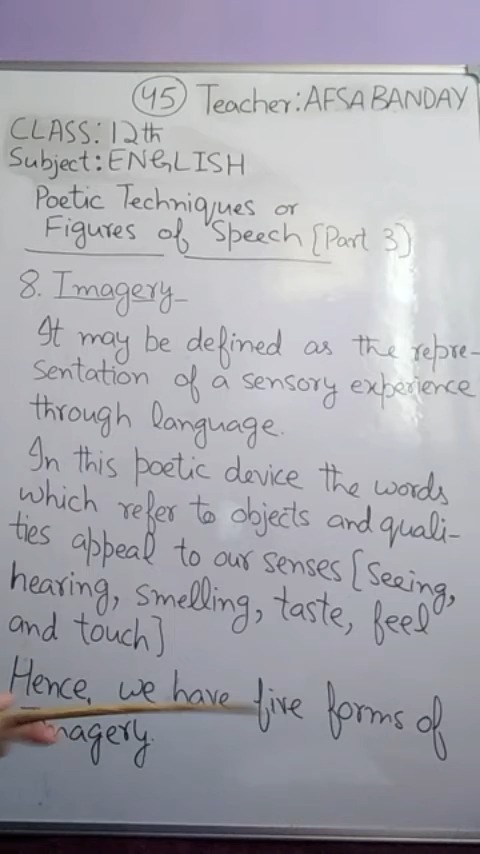 45 Teacher: AFSA BANDAY
CLASS: 12th
Subject: ENGLISH
Poetic Techniques or
Figures of Speech [Part 3]
8. Imagery-
It may be defined as the repre-
sentation of a sensory experience
through language.
In this poetic device the words
which refer to objects and quali-
ties appeal to our senses [Seeing,
hearing, smelling, taste, feel
and touch]
Hence, we have five forms of
Imagery.